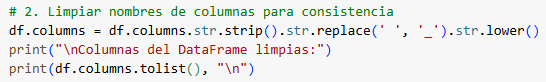 # 2. Limpiar nombres de columnas para consistencia
df.columns = df.columns.str.strip().str.replace(' ', '_').str.lower()
print("\nColumnas del DataFrame limpias:")
print(df.columns.tolist(), "\n")